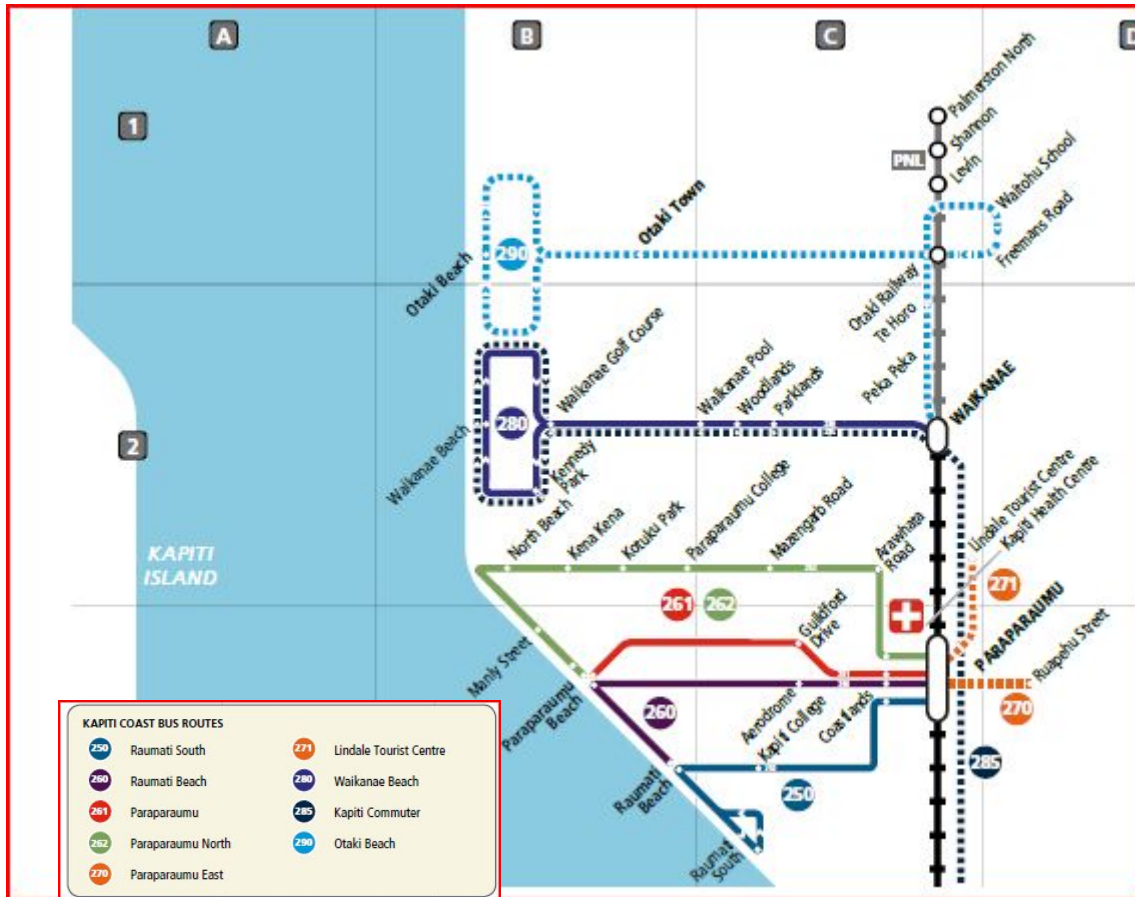 A
B
C
D
1
2
Palmerston North
Shannon
PNL
Levin
Waitohu School
Freemans Road
Otaki Town
290
Otaki Beach
Otaki Railway
Te Horo
Peka Peka
WAIKANAE
Waikanae Golf Course
Waikanae Pool
Woodlands
Parklands
280
Waikanae Beach
Kennedy
Park
North Beach
Kena Kena
Kotuku Park
Paraparaumu College
Mazengarb Road
Arawhata
Road
Lindale Tourist Centre
Kapiti Health Centre
KAPITI
ISLAND
271
261
262
Guildford
Drive
PARAPARAUMU
Ruapehu Street
270
Manly Street
Paraparaumu
Beach
260
Aerodrome
Kapiti College
Coastlands
285
250
Raumati
Beach
Raumati
South
KAPITI COAST BUS ROUTES
250 Raumati South
260 Raumati Beach
261 Paraparaumu
262 Paraparaumu North
270 Paraparaumu East
271 Lindale Tourist Centre
280 Waikanae Beach
285 Kapiti Commuter
290 Otaki Beach